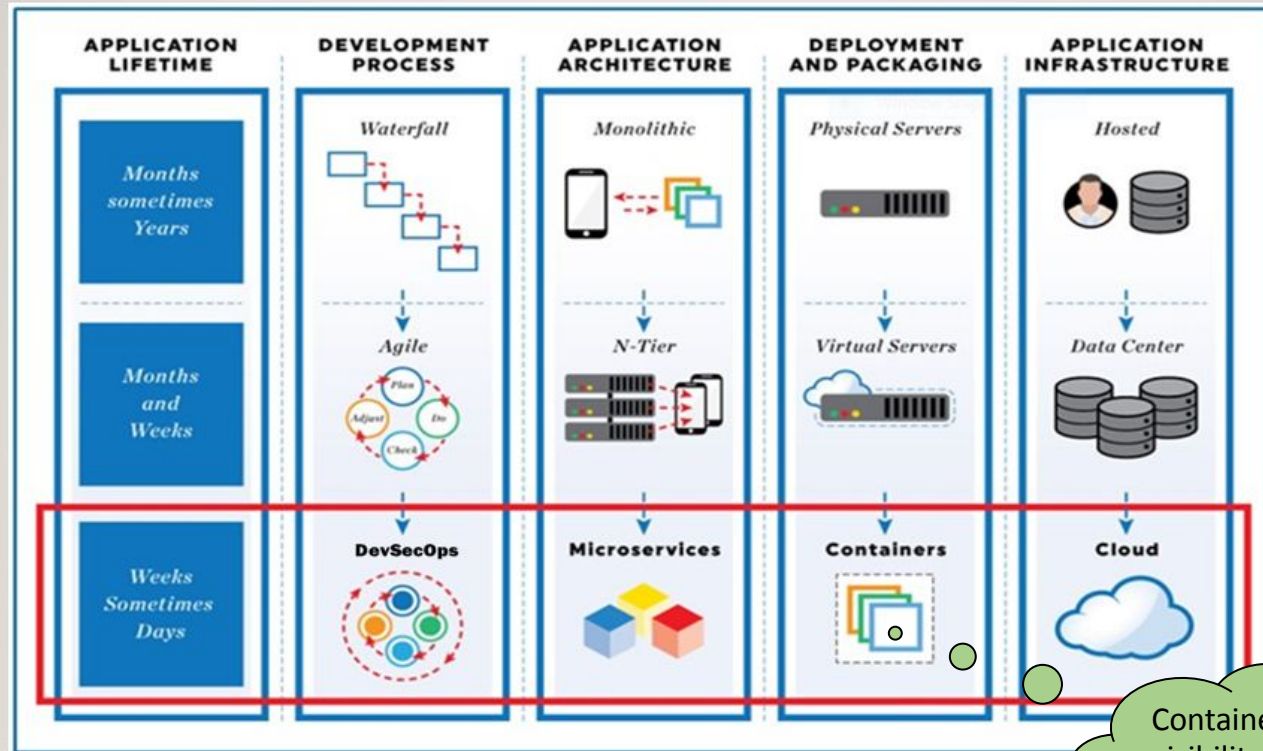 APPLICATION
LIFETIME
DEVELOPMENT
PROCESS
APPLICATION
ARCHITECTURE
DEPLOYMENT
AND PACKAGING
APPLICATION
INFRASTRUCTURE
Months
sometimes
Years
Waterfall
Monolithic
Physical Servers
Hosted
Months
and
Weeks
Agile
Plan
Do
Check
Adjust
N-Tier
Virtual Servers
Data Center
Weeks
Sometimes
Days
DevSecOps
Microservices
Containers
Cloud